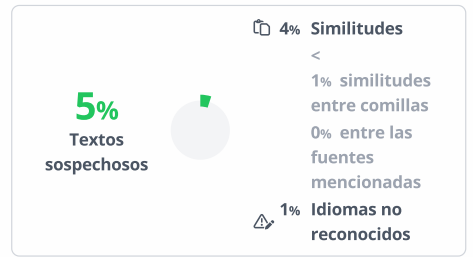 5%
Textos
sospechosos
4% Similitudes
<
1% similitudes
entre comillas
0% entre las
fuentes
mencionadas
1% Idiomas no
reconocidos